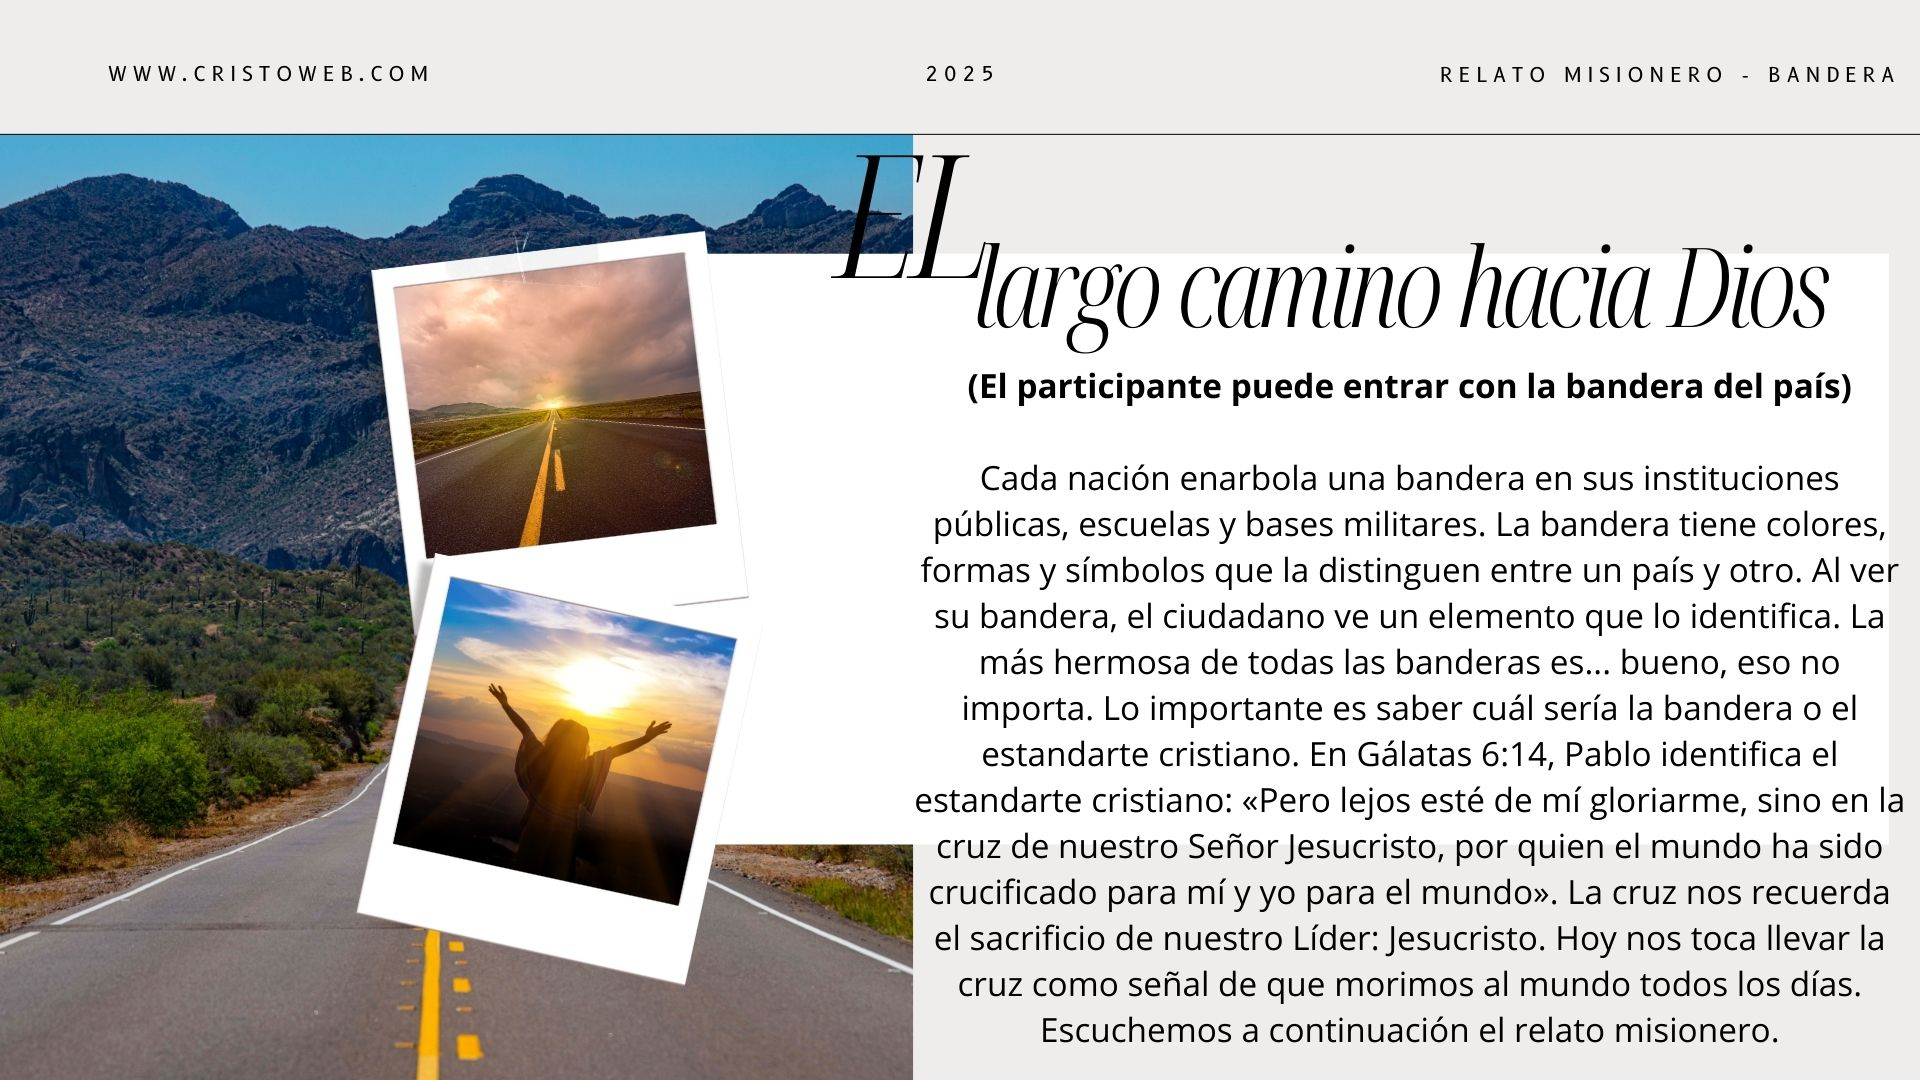 WWW.CRISTOWEB.COM
2025
RELATO MISIONERO - BANDERA
EL
largo camino hacia Dios
(El participante puede entrar con la bandera del país)
Cada nación enarbola una bandera en sus instituciones
públicas, escuelas y bases militares. La bandera tiene colores,
formas y símbolos que la distinguen entre un país y otro. Al ver
su bandera, el ciudadano ve un elemento que lo identifica. La
más hermosa de todas las banderas es... bueno, eso no
importa. Lo importante es saber cuál sería la bandera o el
estandarte cristiano. En Gálatas 6:14, Pablo identifica el
estandarte cristiano: «Pero lejos esté de mí gloriarme, sino en la
cruz de nuestro Señor Jesucristo, por quien el mundo ha sido
crucificado para mí y yo para el mundo». La cruz nos recuerda
el sacrificio de nuestro Líder: Jesucristo. Hoy nos toca llevar la
cruz como señal de que morimos al mundo todos los días.
Escuchemos a continuación el relato misionero.